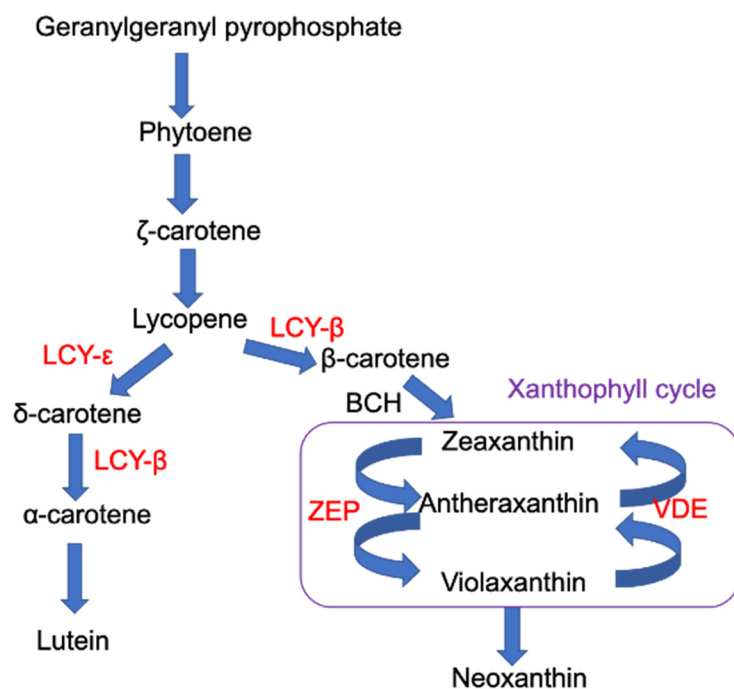 Geranylgeranyl pyrophosphate
Phytoene
ζ-carotene
Lycopene
LCY-β
LCY-ε
β-carotene
BCH
Xanthophyll cycle
δ-carotene
Zeaxanthin
LCY-β
ZEP
Antheraxanthin
VDE
α-carotene
Violaxanthin
Lutein
Neoxanthin